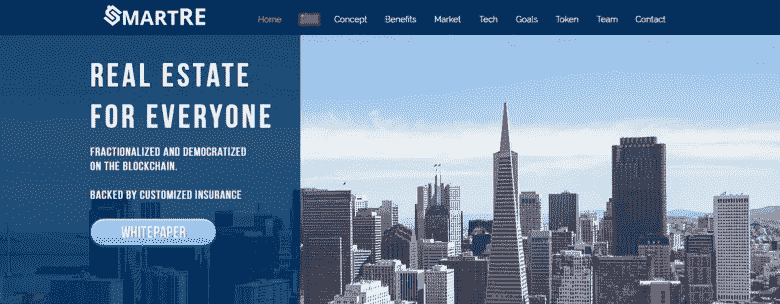 SMARTRE
Home Concept Benefits Market Tech Goals Token Team Contact
REAL ESTATE
FOR EVERYONE
FRACTIONALIZED AND DEMOCRATIZED
ON THE BLOCKCHAIN.
BACKED BY CUSTOMIZED INSURANCE
WHITEPAPER